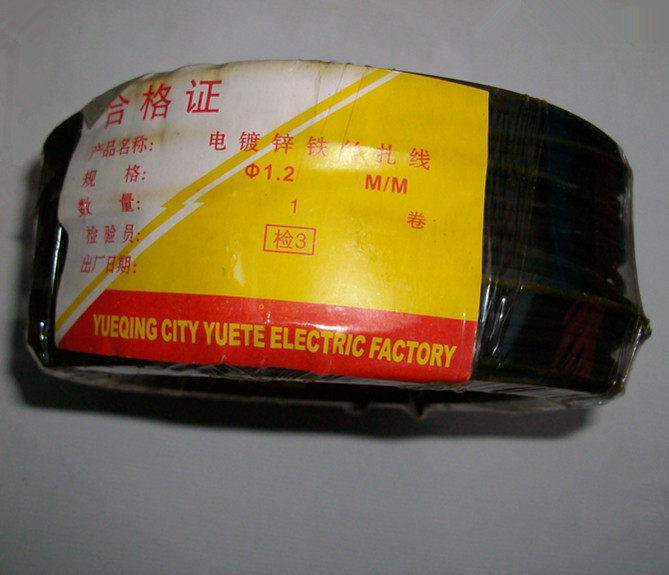 合格证
产品名称: 电镀锌铁 扎线
规 格: Φ1.2 M/M
数 量: 1 卷
检验员: 检3
出厂日期:
YUEQING CITY YUETE ELECTRIC FACTORY